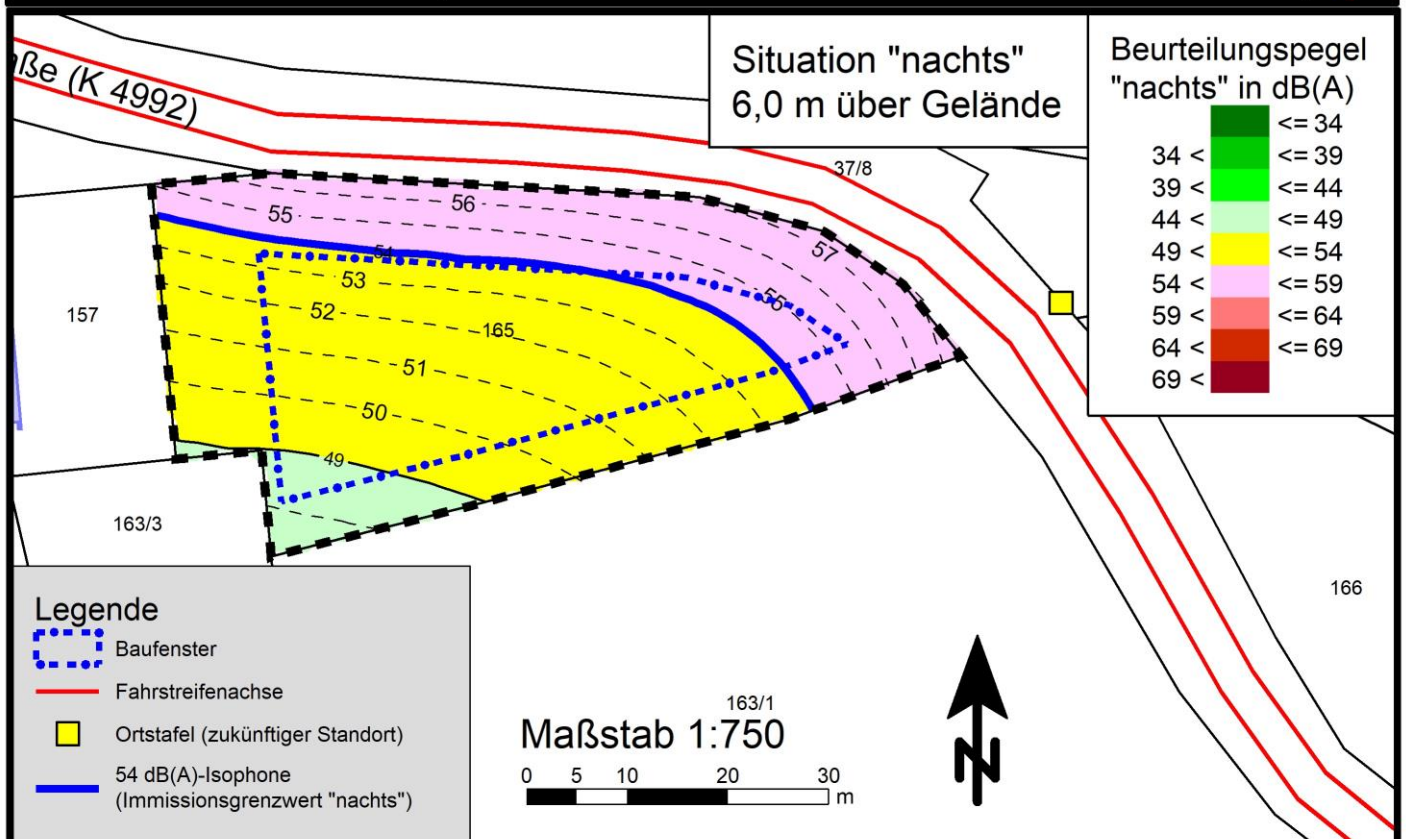 Situation "nachts"
6,0 m über Gelände
Beurteilungspegel
"nachts" in dB(A)
<= 34
34 < <= 39
39 < <= 44
44 < <= 49
49 < <= 54
54 < <= 59
59 < <= 64
64 < <= 69
69 <
aße (K 4992)
37/8
56
55
57
54
53
55
52
165
157
51
50
49
163/3
166
Legende
Baufenster
Fahrstreifenachse
Ortstafel (zukünftiger Standort)
54 dB(A)-Isophone
(Immissionsgrenzwert "nachts")
163/1
Maßstab 1:750
0 5 10 20 30
m
N